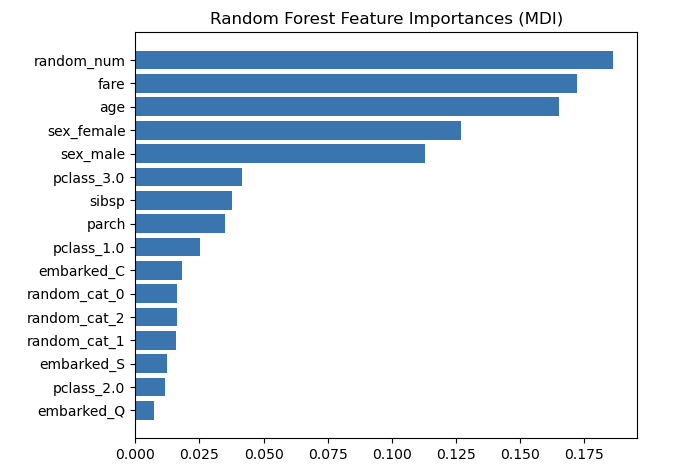 Random Forest Feature Importances (MDI)
random_num
fare
age
sex_female
sex_male
pclass_3.0
sibsp
parch
pclass_1.0
embarked_C
random_cat_0
random_cat_2
random_cat_1
embarked_S
pclass_2.0
embarked_Q
0.000 0.025 0.050 0.075 0.100 0.125 0.150 0.175